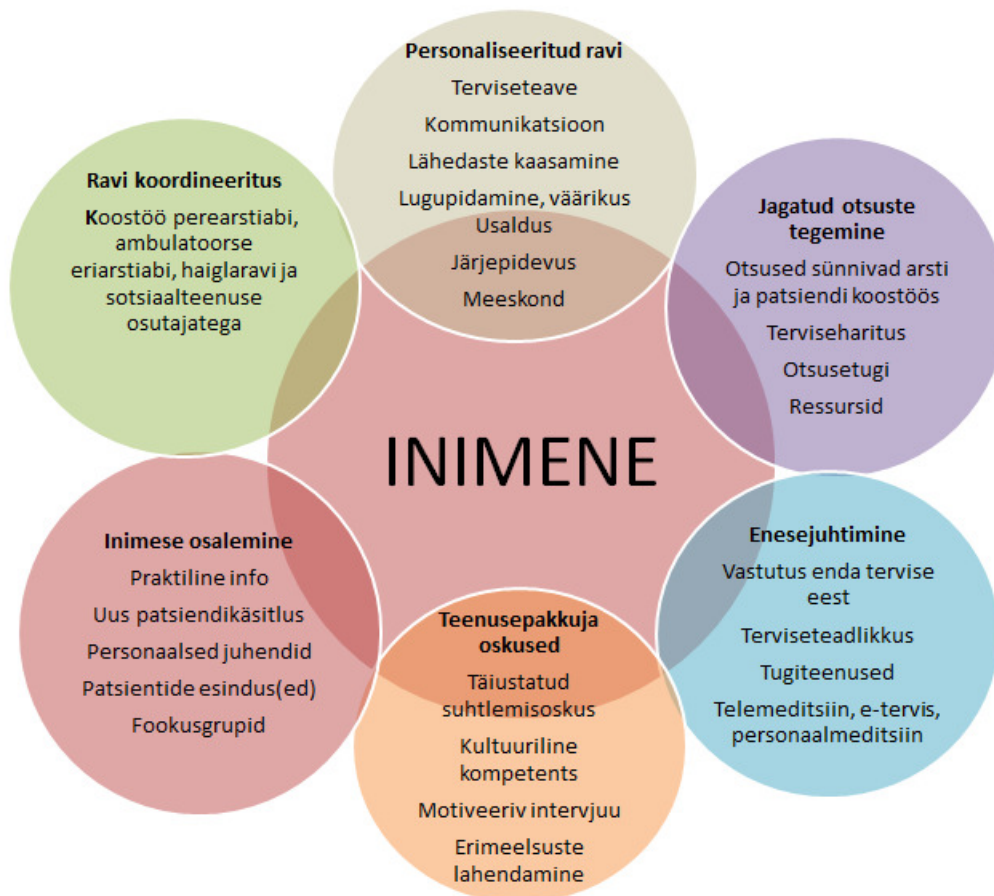 Personaliseeritud ravi
Terviseteave
Kommunikatsioon
Lähedaste kaasamine
Lugupidamine, väärikus
Usaldus
Järjepidevus
Meeskond
Ravi koordineeritus
Koostöö perearstiabi,
ambulatoorse
eriarstiabi, haiglaravi ja
sotsiaalteenuse
osutajatega
Jagatud otsuste
tegemine
Otsused sünnivad arsti
ja patsiendi koostöös
Terviseharitus
Otsusetugi
Ressursid
INIMENE
Inimese osalemine
Praktiline info
Uus patsiendikäsitlus
Personaalsed juhendid
Patsientide esindus(ed)
Fookusgrupid
Teenusepakkuja
oskused
Täiustatud
suhtlemisoskus
Kultuuriline
kompetents
Motiveeriv intervjuu
Erimeelsuste
lahendamine
Enesejuhtimine
Vastutus enda tervise
eest
Terviseteadlikkus
Tugiteenused
Telemeditsiin, e-tervis,
personaalmeditsiin